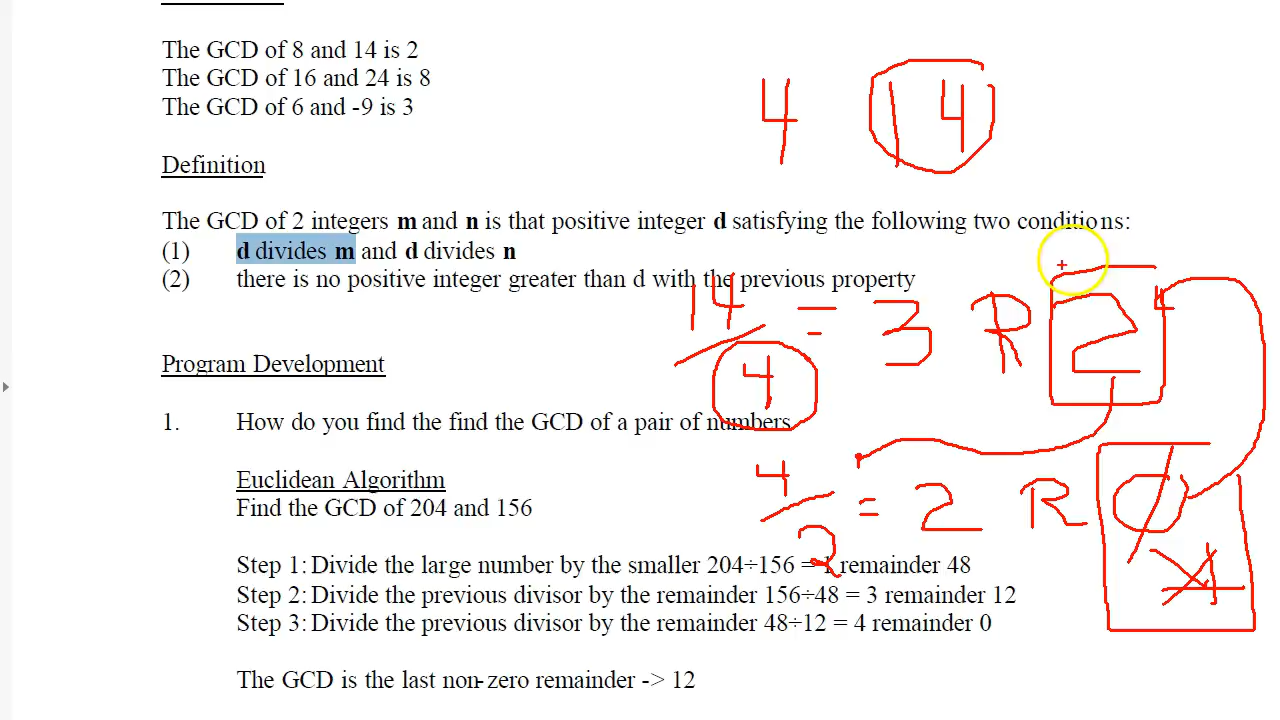 The GCD of 8 and 14 is 2
The GCD of 16 and 24 is 8
The GCD of 6 and -9 is 3
4 14
Definition
The GCD of 2 integers m and n is that positive integer d satisfying the following two conditions:
(1) d divides m and d divides n
(2) there is no positive integer greater than d with the previous property
14/4 = 3 R 2
Program Development
1. How do you find the find the GCD of a pair of numbers
4/2 = 2 R 0
Euclidean Algorithm
Find the GCD of 204 and 156
Step 1: Divide the large number by the smaller 204÷156 = 1 remainder 48
Step 2: Divide the previous divisor by the remainder 156÷48 = 3 remainder 12
Step 3: Divide the previous divisor by the remainder 48÷12 = 4 remainder 0
The GCD is the last non-zero remainder -> 12